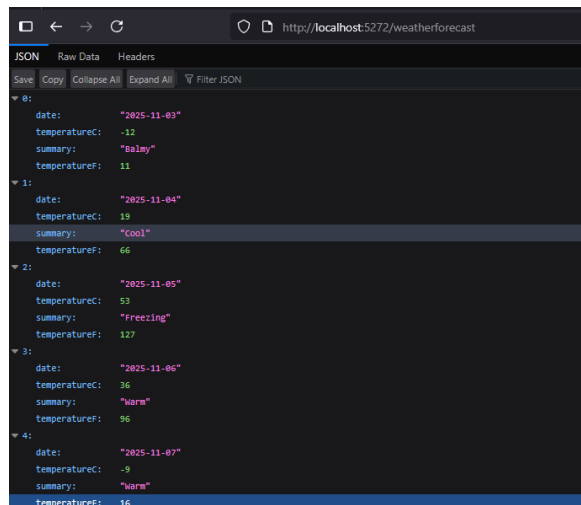 http://localhost:5272/weatherforecast
JSON Raw Data Headers
Save Copy Collapse All Expand All Filter JSON
0:
date: "2025-11-03"
temperatureC: -12
summary: "Balmy"
temperatureF: 11
1:
date: "2025-11-04"
temperatureC: 19
summary: "Cool"
temperatureF: 66
2:
date: "2025-11-05"
temperatureC: 53
summary: "Freezing"
temperatureF: 127
3:
date: "2025-11-06"
temperatureC: 36
summary: "Warm"
temperatureF: 96
4:
date: "2025-11-07"
temperatureC: -9
summary: "Warm"
temperatureF: 16